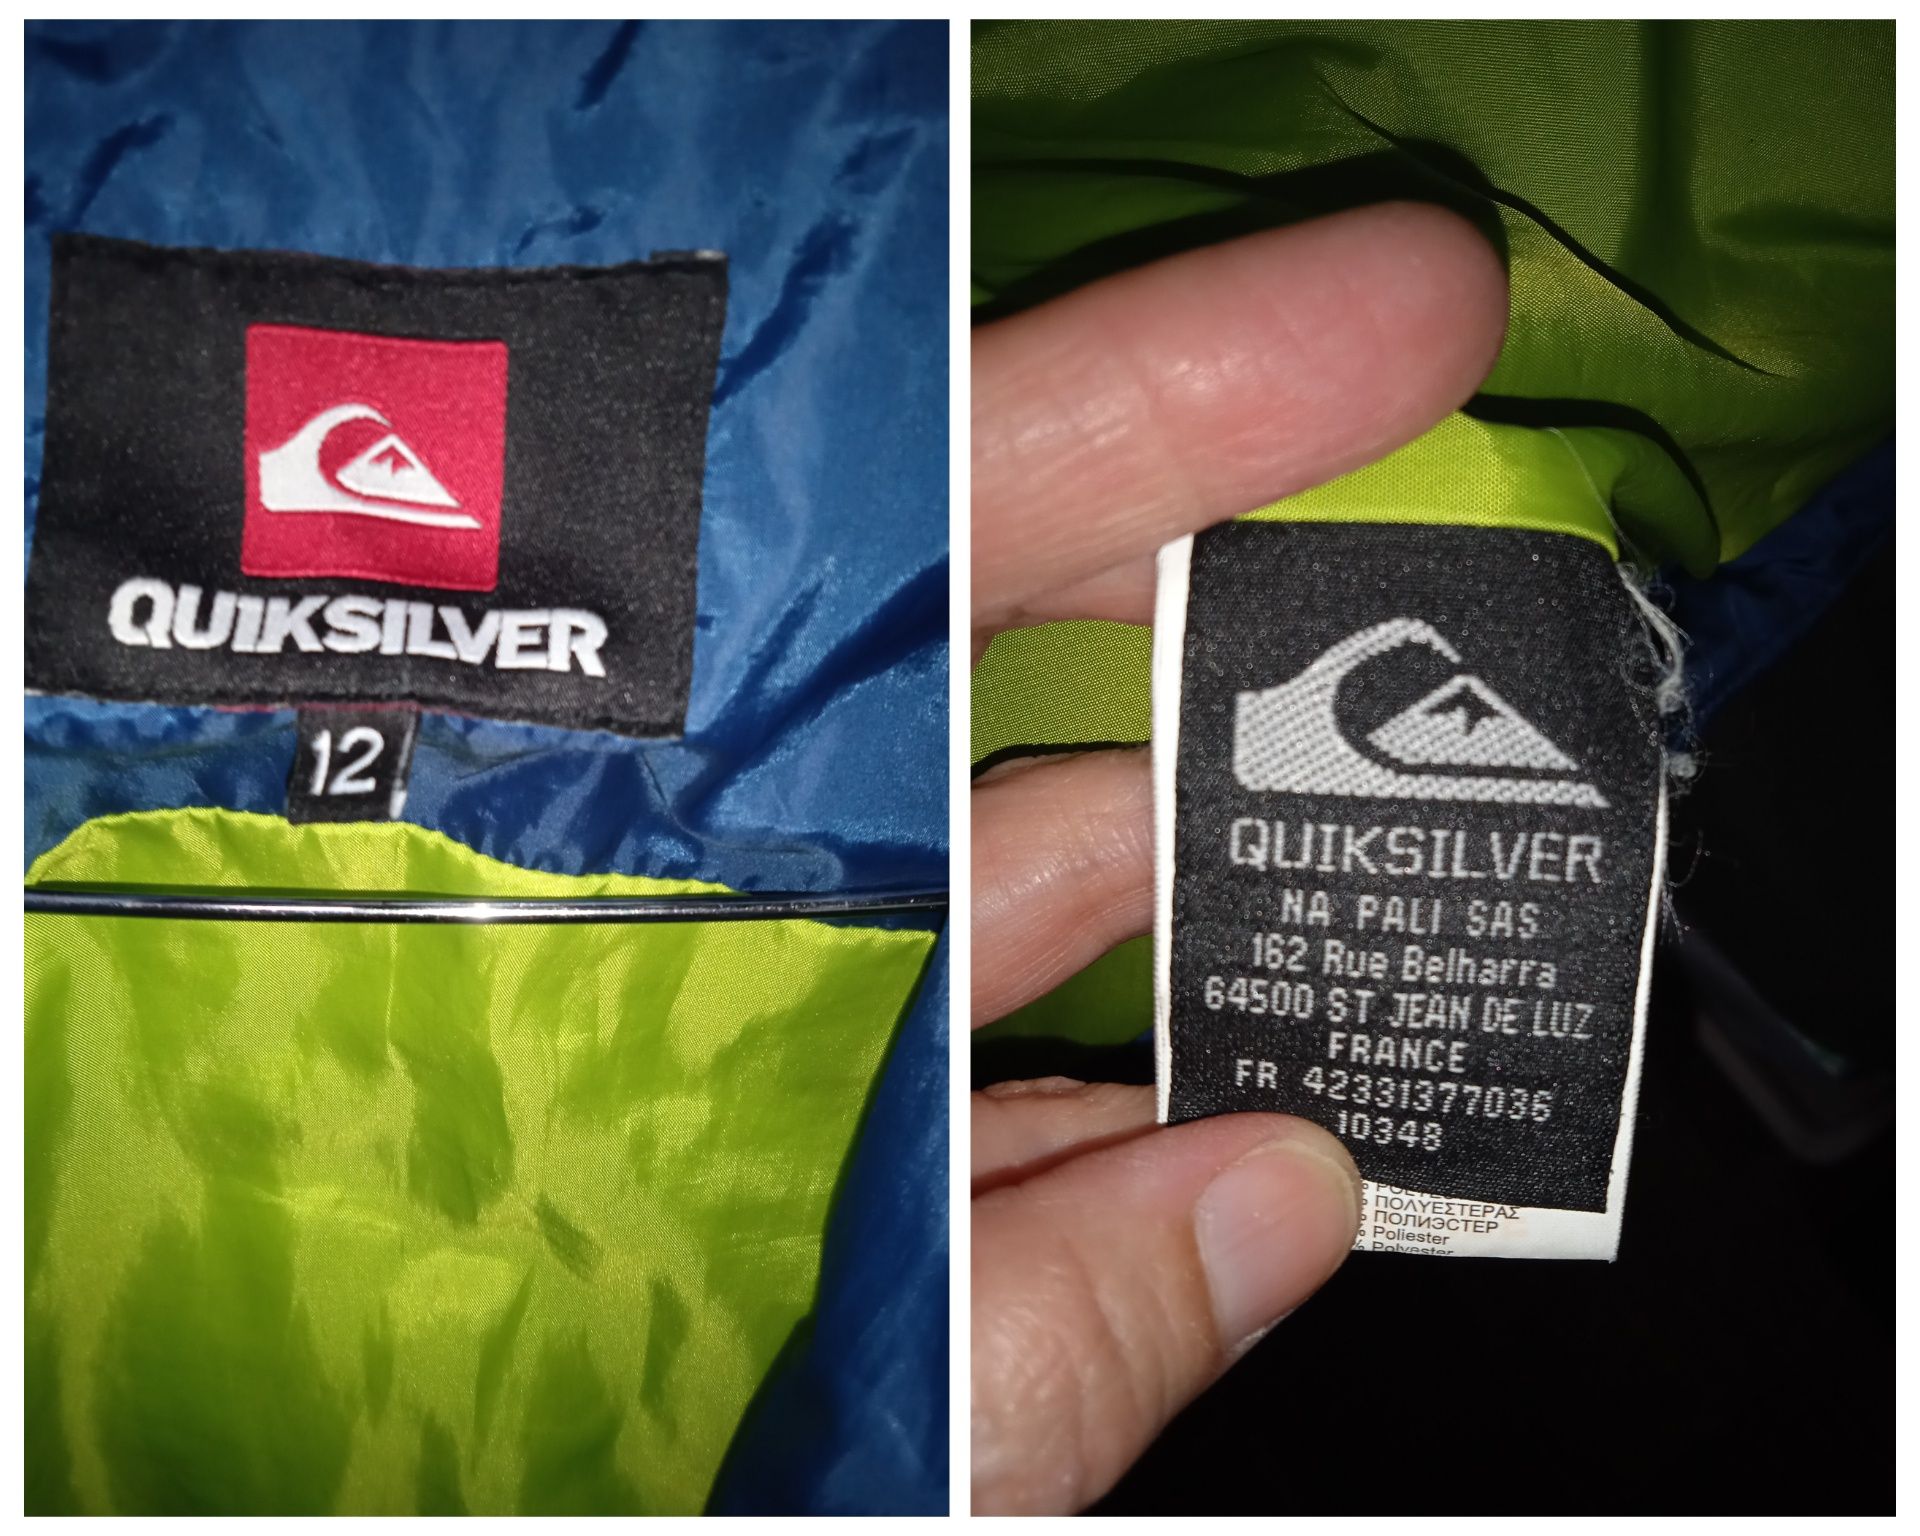 QUIKSILVER
12
QUIKSILVER
NA PALI SAS
162 Rue Belharra
64500 ST JEAN DE LUZ
FRANCE
FR 42331377036
10348
ΠΟΛΥΕΣΤΕΡΑΣ
ПОЛИЭСТЕР
% Poliester
% Polyester